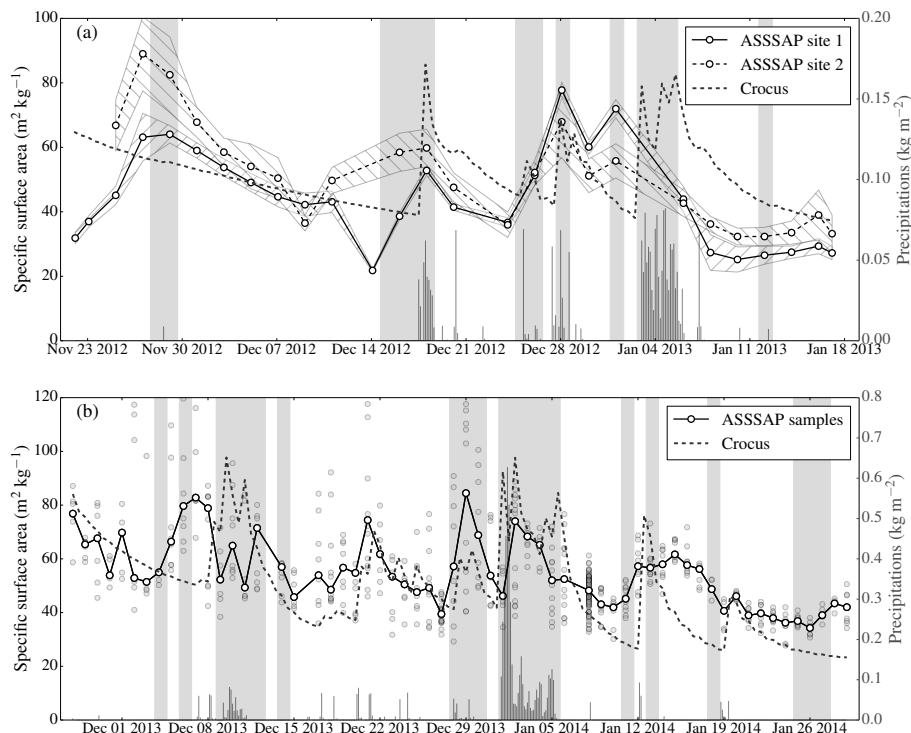 (a)
100
80
60
40
20
0
Specific surface area (m² kg⁻¹)
0.20
0.15
0.10
0.05
0.00
Precipitations (kg m⁻²)
ASSSAP site 1
ASSSAP site 2
Crocus
Nov 23 2012 Nov 30 2012 Dec 07 2012 Dec 14 2012 Dec 21 2012 Dec 28 2012 Jan 04 2013 Jan 11 2013 Jan 18 2013
(b)
120
100
80
60
40
20
0
Specific surface area (m² kg⁻¹)
0.8
0.7
0.6
0.5
0.4
0.3
0.2
0.1
0.0
Precipitations (kg m⁻²)
ASSSAP samples
Crocus
Dec 01 2013 Dec 08 2013 Dec 15 2013 Dec 22 2013 Dec 29 2013 Jan 05 2014 Jan 12 2014 Jan 19 2014 Jan 26 2014